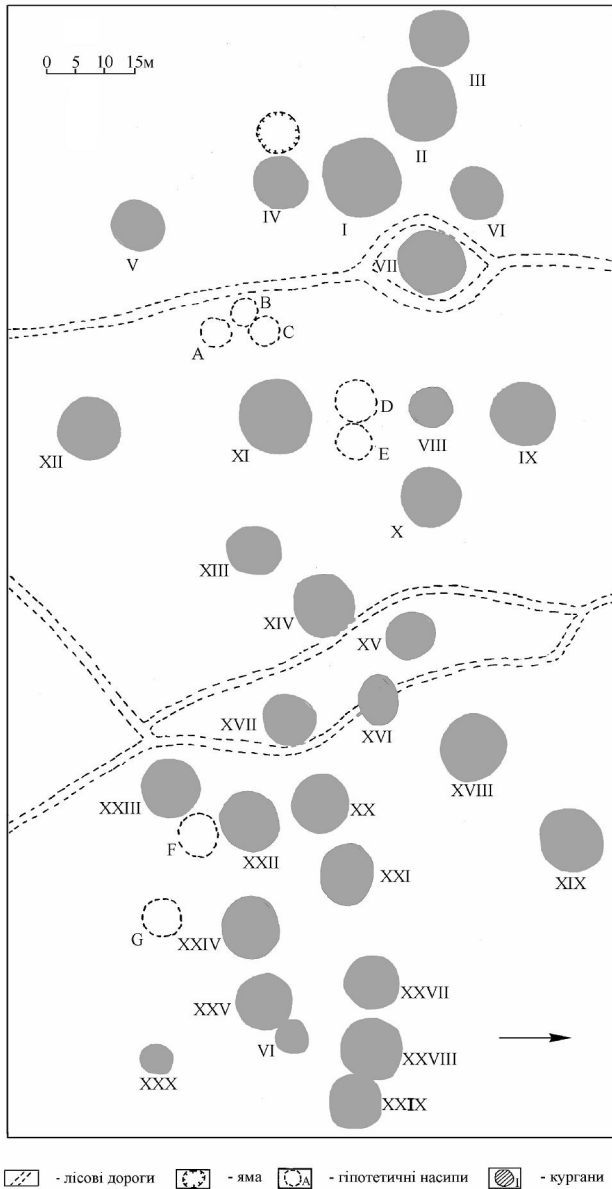 0 5 10 15м
III
II
IV
I
VI
V
VII
B
A
C
D
VIII
XII
XI
E
IX
X
XIII
XIV
XV
XVII
XVI
XVIII
XXIII
XX
F
XXII
XXI
XIX
G
XXIV
XXV
XXVII
VI
XXVIII
XXX
XXIX
- лісові дороги - яма A - гіпотетичні насипи I - кургани